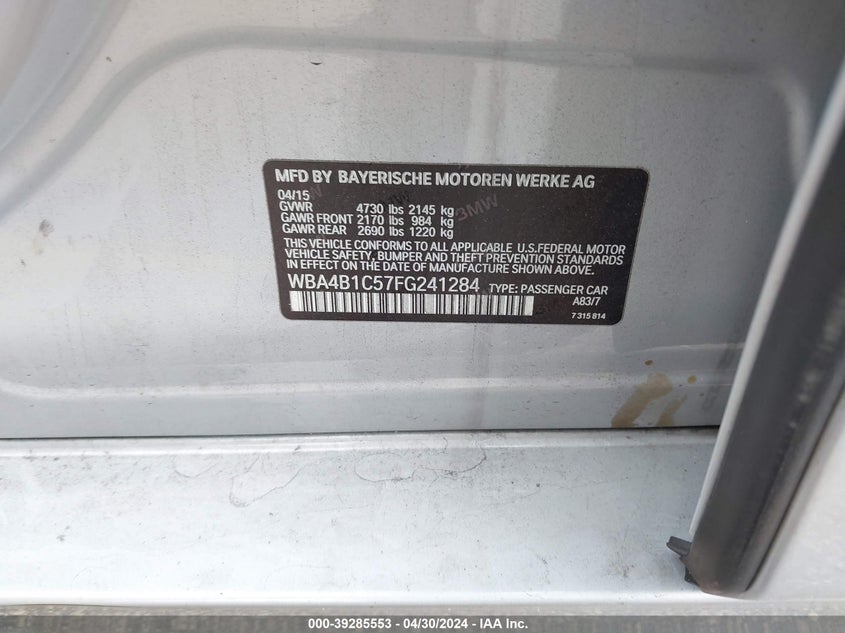 MFD BY BAYERISCHE MOTOREN WERKE AG
04/15
GVWR 4730 lbs 2145 kg
GAWR FRONT 2170 lbs 984 kg
GAWR REAR 2690 lbs 1220 kg
THIS VEHICLE CONFORMS TO ALL APPLICABLE U.S.FEDERAL MOTOR
VEHICLE SAFETY, BUMPER AND THEFT PREVENTION STANDARDS
IN EFFECT ON THE DATE OF MANUFACTURE SHOWN ABOVE.
WBA4B1C57FG241284 TYPE: PASSENGER CAR
A83/7
7 315 814
BMW
000-39285553 — 04/30/2024 — IAA Inc.